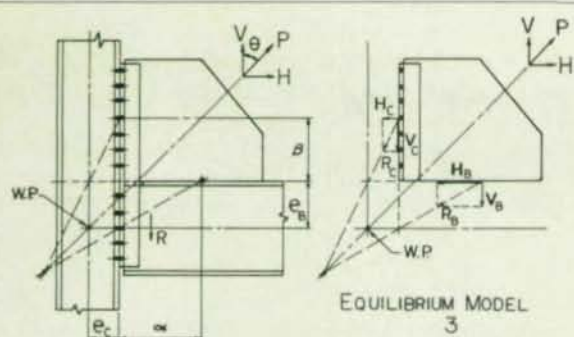 V
θ
P
H
β
W.P.
R
e_B
e_C
α
V
P
H
H_C
V_C
R_C
H_B
V_B
R_B
W.P.
EQUILIBRIUM MODEL
3